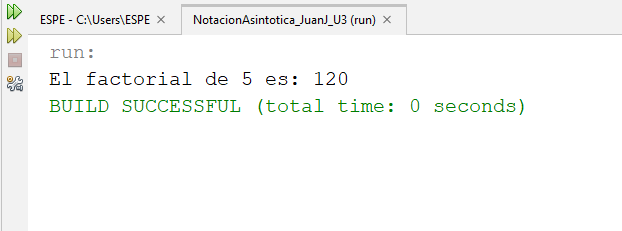 ESPE - C:\Users\ESPE
NotacionAsintotica_JuanJ_U3 (run)
run:
El factorial de 5 es: 120
BUILD SUCCESSFUL (total time: 0 seconds)